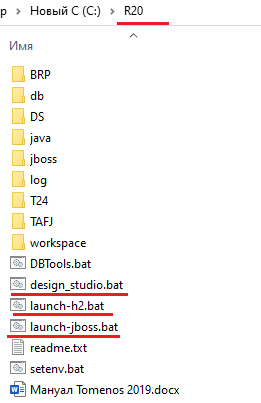 р › Новый С (C:) › R20
Имя
BRP
db
DS
java
jboss
log
T24
TAFJ
workspace
DBTools.bat
design_studio.bat
launch-h2.bat
launch-jboss.bat
readme.txt
setenv.bat
Мануал Tomenos 2019.docx